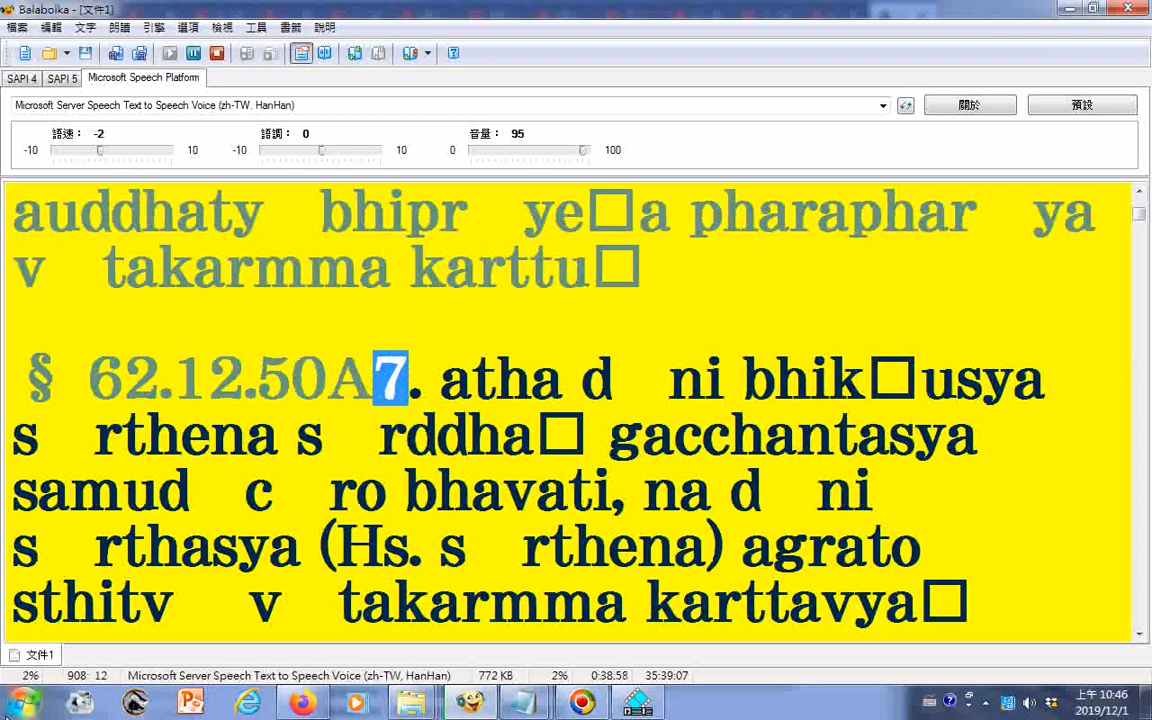 Balabolka - [文件1]
檔案 編輯 文字 朗讀 引擎 選項 檢視 工具 書籤 說明
SAPI 4 SAPI 5 Microsoft Speech Platform
Microsoft Server Speech Text to Speech Voice (zh-TW, HanHan) 關於 預設
語速： -2 語調： 0 音量： 95
-10 10 -10 10 0 100
auddhaty bhipr ye□a pharaphar ya
v takarmma karttu□
§ 62.12.50A7. atha d ni bhik□usya
s rthena s rddha□ gacchantasya
samud c ro bhavati, na d ni
s rthasya (Hs. s rthena) agrato
sthitv v takarmma karttavya□
文件1
2% 908: 12 Microsoft Server Speech Text to Speech Voice (zh-TW, HanHan) 772 KB 2% 0:38:58 35:39:07
上午 10:46
2019/12/1